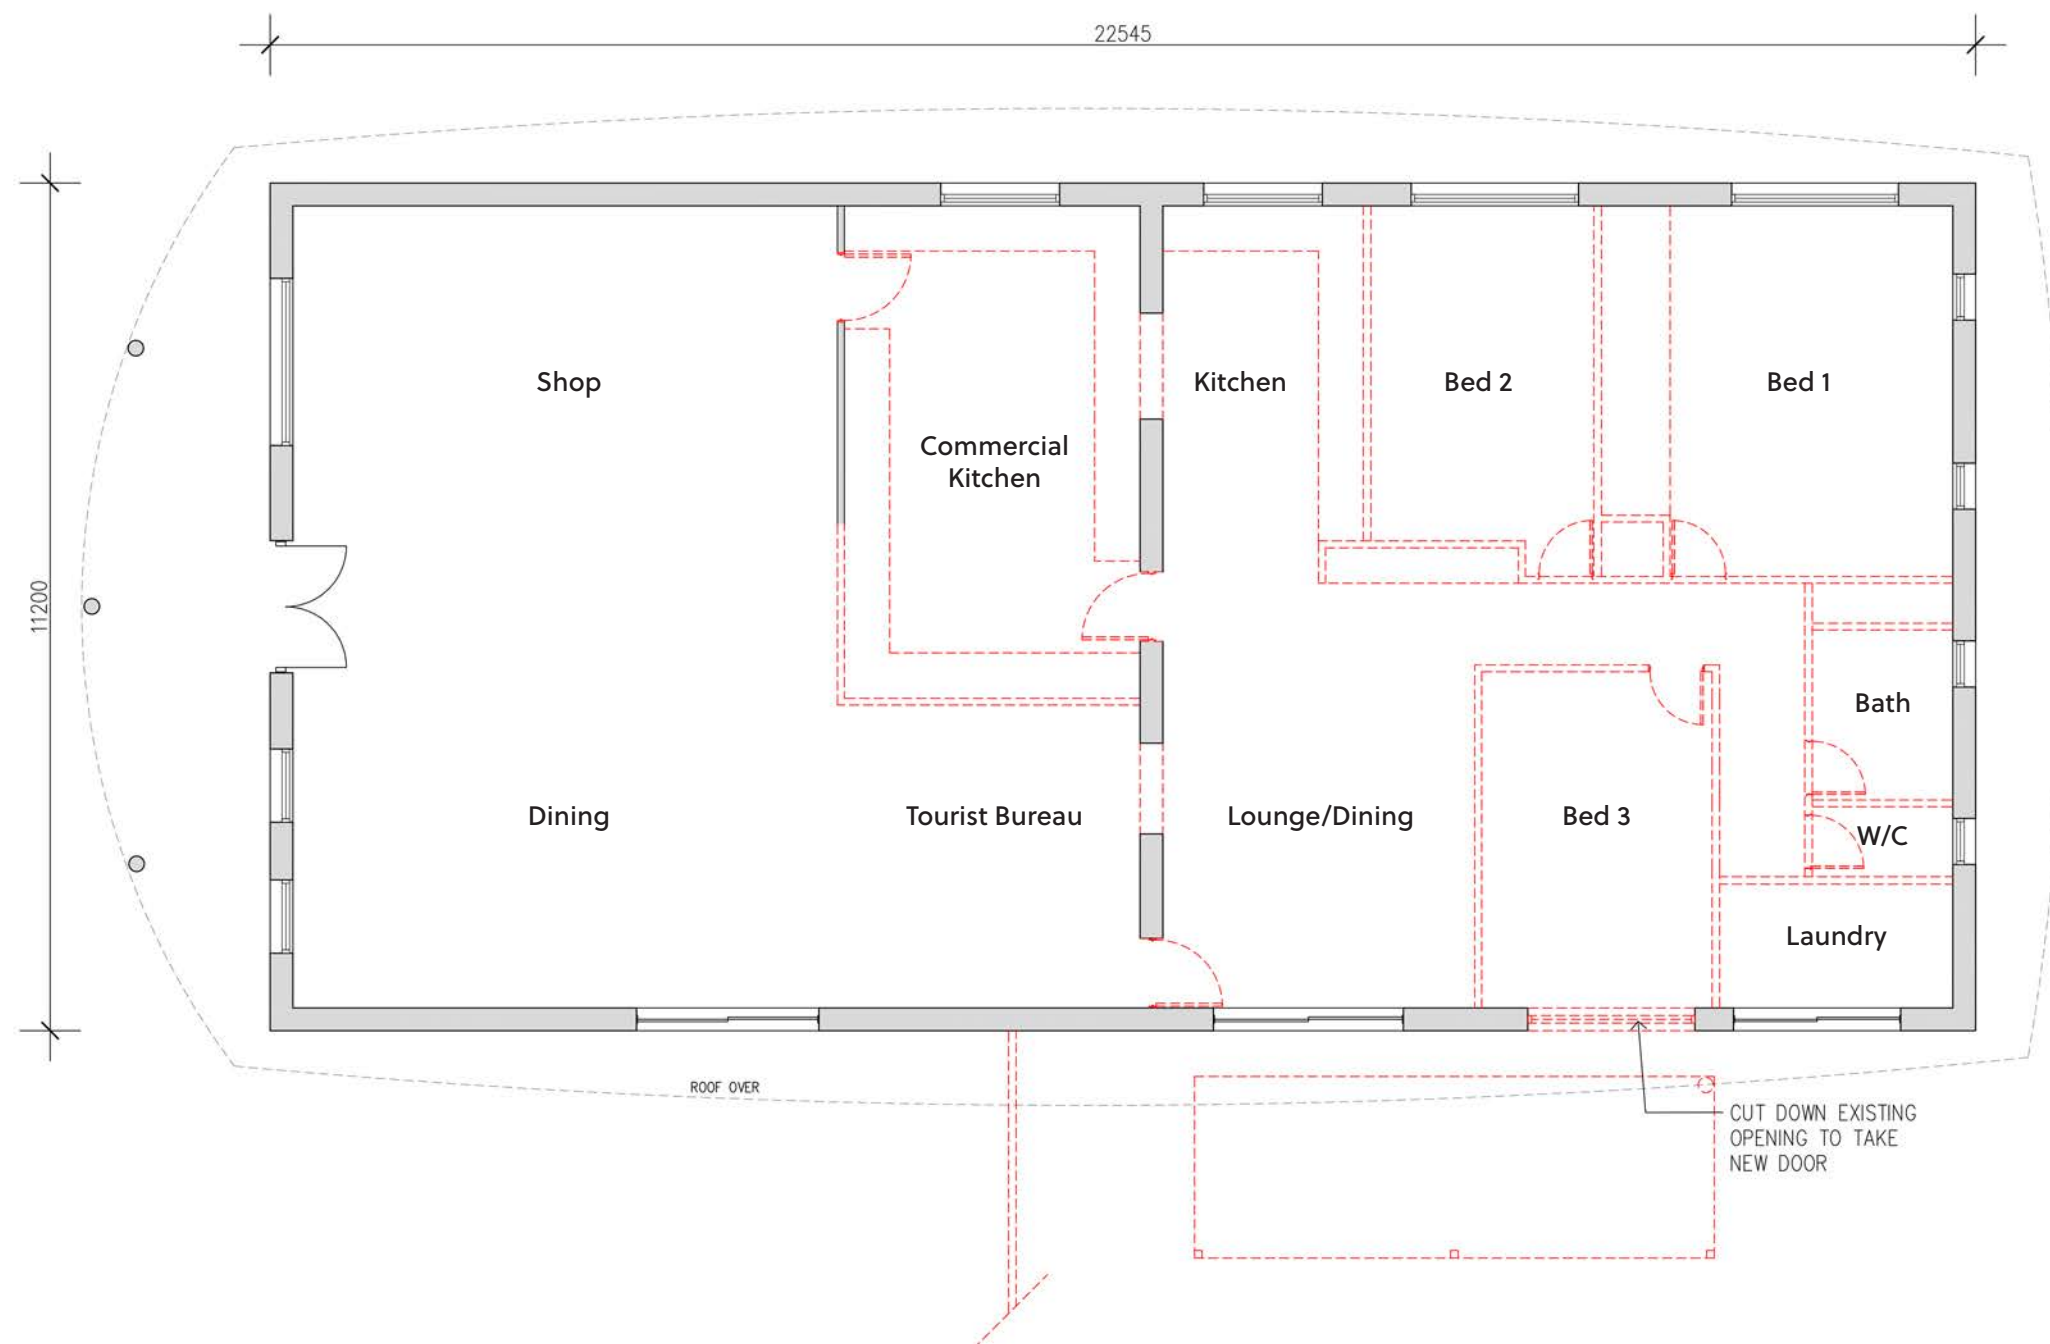 22545
11200
Shop
Kitchen
Bed 2
Bed 1
Commercial
Kitchen
Bath
Dining
Tourist Bureau
Lounge/Dining
Bed 3
W/C
Laundry
ROOF OVER
CUT DOWN EXISTING
OPENING TO TAKE
NEW DOOR